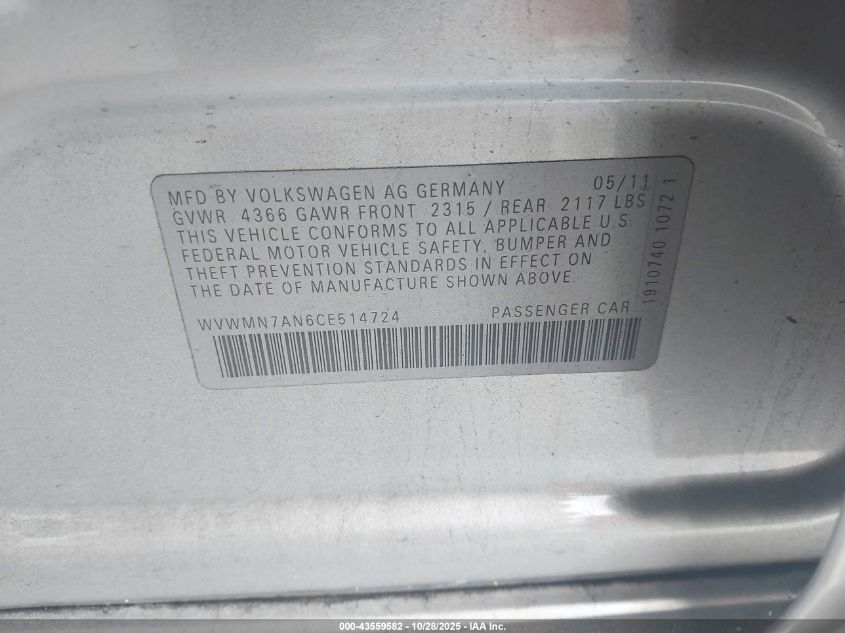 MFD BY VOLKSWAGEN AG GERMANY 05/11
GVWR 4366 GAWR FRONT 2315 / REAR 2117 LBS
THIS VEHICLE CONFORMS TO ALL APPLICABLE U.S.
FEDERAL MOTOR VEHICLE SAFETY, BUMPER AND
THEFT PREVENTION STANDARDS IN EFFECT ON
THE DATE OF MANUFACTURE SHOWN ABOVE.
WVWMN7AN6CE514724 PASSENGER CAR
1910740 1072 1
000-43559582 - 10/28/2025 - IAA Inc.